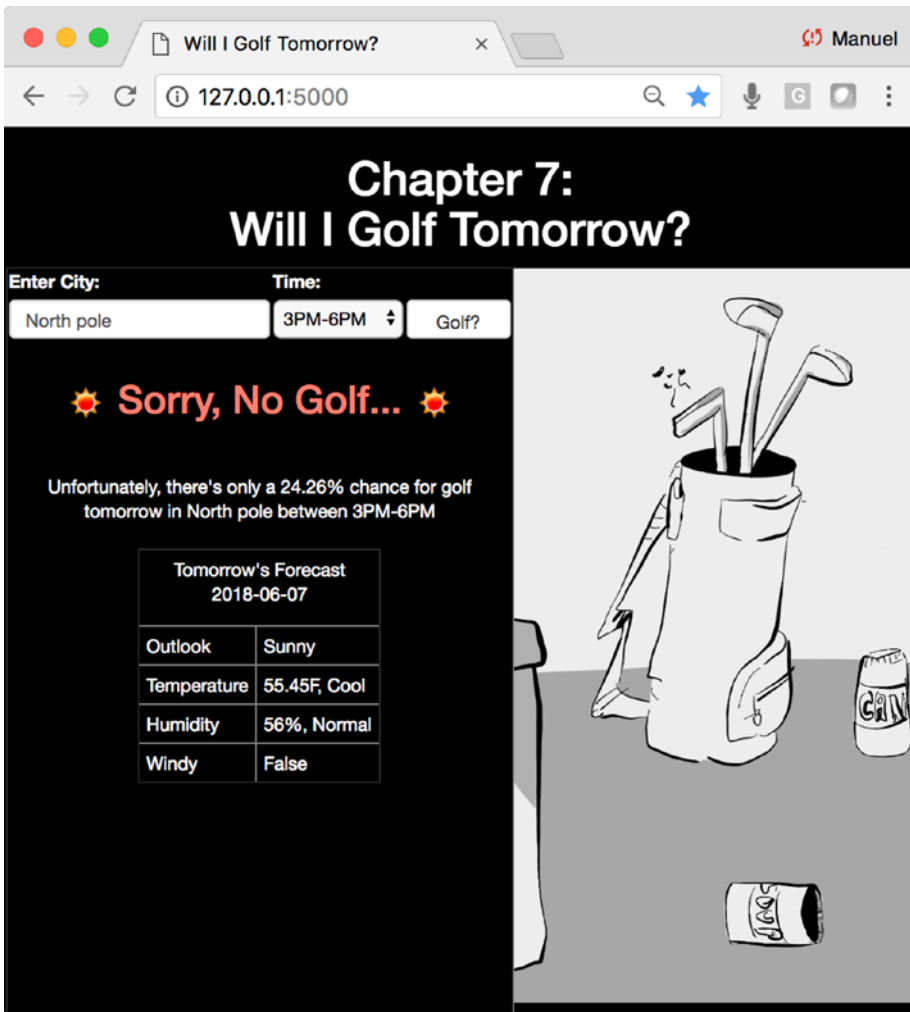 Will I Golf Tomorrow?
Manuel
127.0.0.1:5000
G
Chapter 7:
Will I Golf Tomorrow?
Enter City:
Time:
North pole
3PM-6PM
Golf?
Sorry, No Golf...
Unfortunately, there's only a 24.26% chance for golf
tomorrow in North pole between 3PM-6PM
Tomorrow's Forecast
2018-06-07
Outlook Sunny
Temperature 55.45F, Cool
Humidity 56%, Normal
Windy False
CAN
SOUP